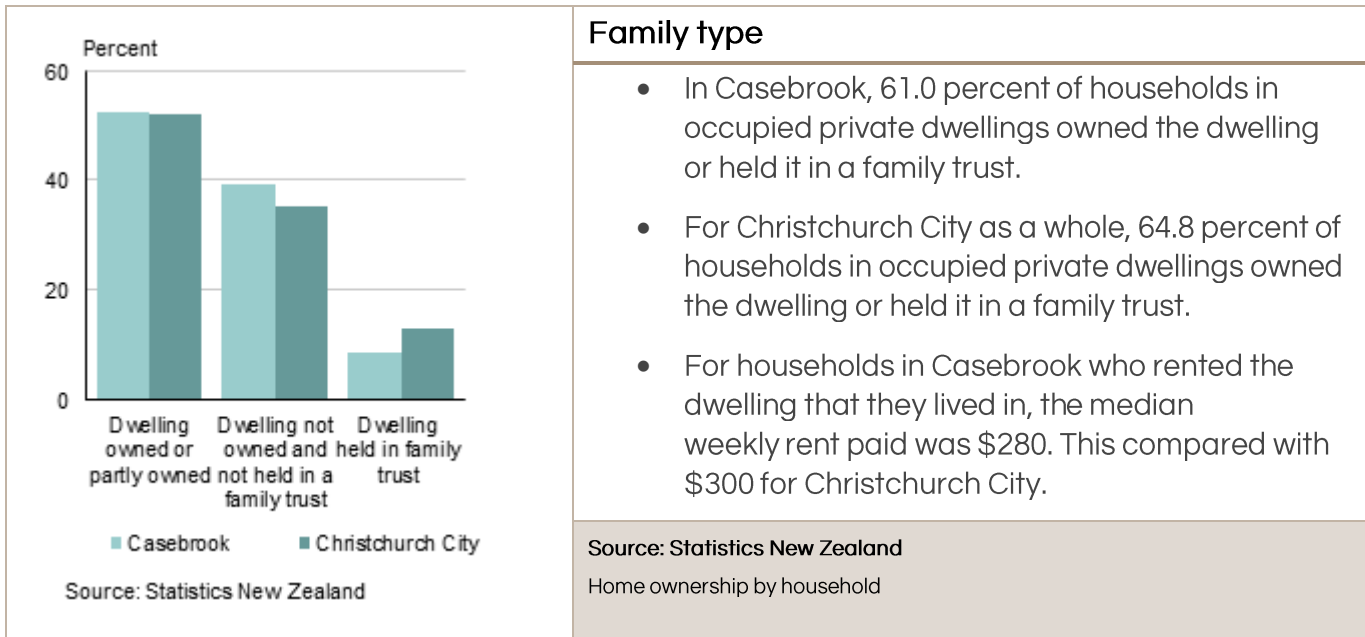 Percent
60
40
20
0
Dwelling owned or partly owned
Dwelling not owned and not held in a family trust
Dwelling held in family trust
Casebrook
Christchurch City
Source: Statistics New Zealand
Family type
• In Casebrook, 61.0 percent of households in
occupied private dwellings owned the dwelling
or held it in a family trust.
• For Christchurch City as a whole, 64.8 percent of
households in occupied private dwellings owned
the dwelling or held it in a family trust.
• For households in Casebrook who rented the
dwelling that they lived in, the median
weekly rent paid was $280. This compared with
$300 for Christchurch City.
Source: Statistics New Zealand
Home ownership by household